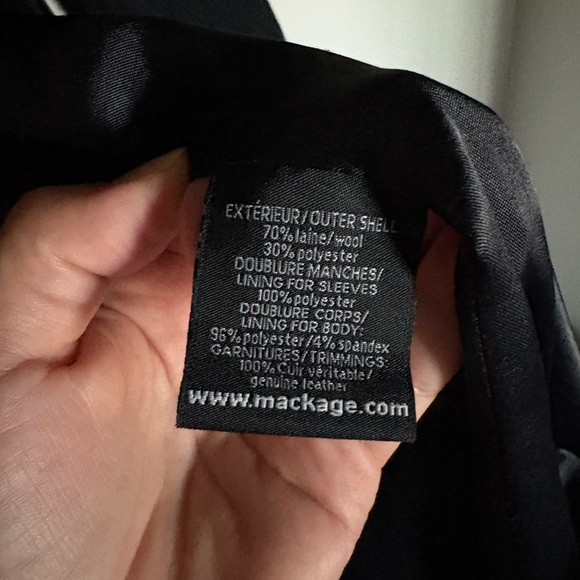 EXTÉRIEUR/OUTER SHELL
70% laine/wool
30% polyester
DOUBLURE MANCHES/
LINING FOR SLEEVES
100% polyester
DOUBLURE CORPS/
LINING FOR BODY:
96% polyester/4% spandex
GARNITURES/TRIMMINGS:
100% Cuir véritable/
genuine leather
www.mackage.com